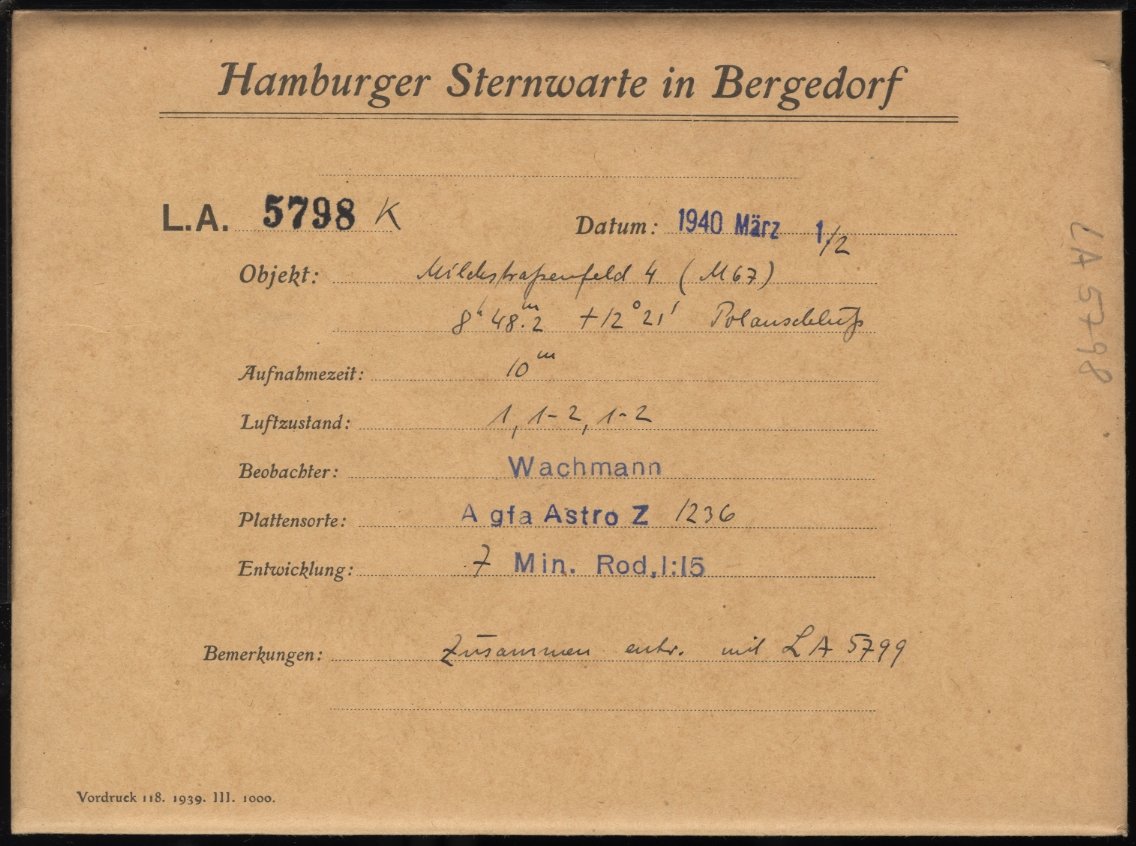 Hamburger Sternwarte in Bergedorf
L.A. 5798 K Datum: 1940 März 1/2
Objekt: Milchstraßenfeld 4 (M67)
8ʰ 48.ᵐ2 +12° 21' Polanschluß
Aufnahmezeit: 10ᵐ
Luftzustand: 1, 1-2, 1-2
Beobachter: Wachmann
Plattensorte: Agfa Astro Z 1236
Entwicklung: 7 Min. Rod,1:15
Bemerkungen: Zusammen entw. mit LA 5799
Vordruck 118. 1939. III. 1000.
LA 5798